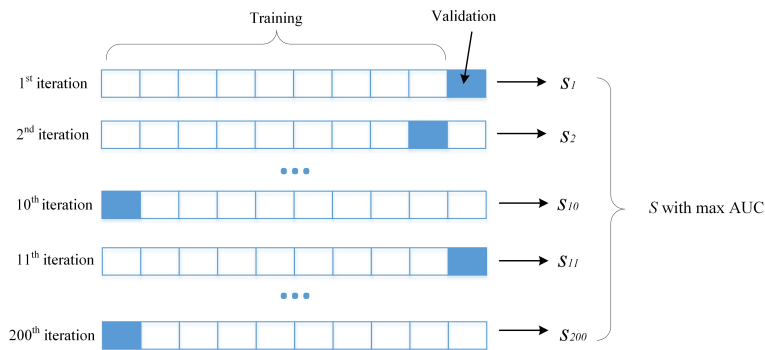 Training
Validation
1st iteration
S1
2nd iteration
S2
10th iteration
S10
S with max AUC
11th iteration
S11
200th iteration
S200